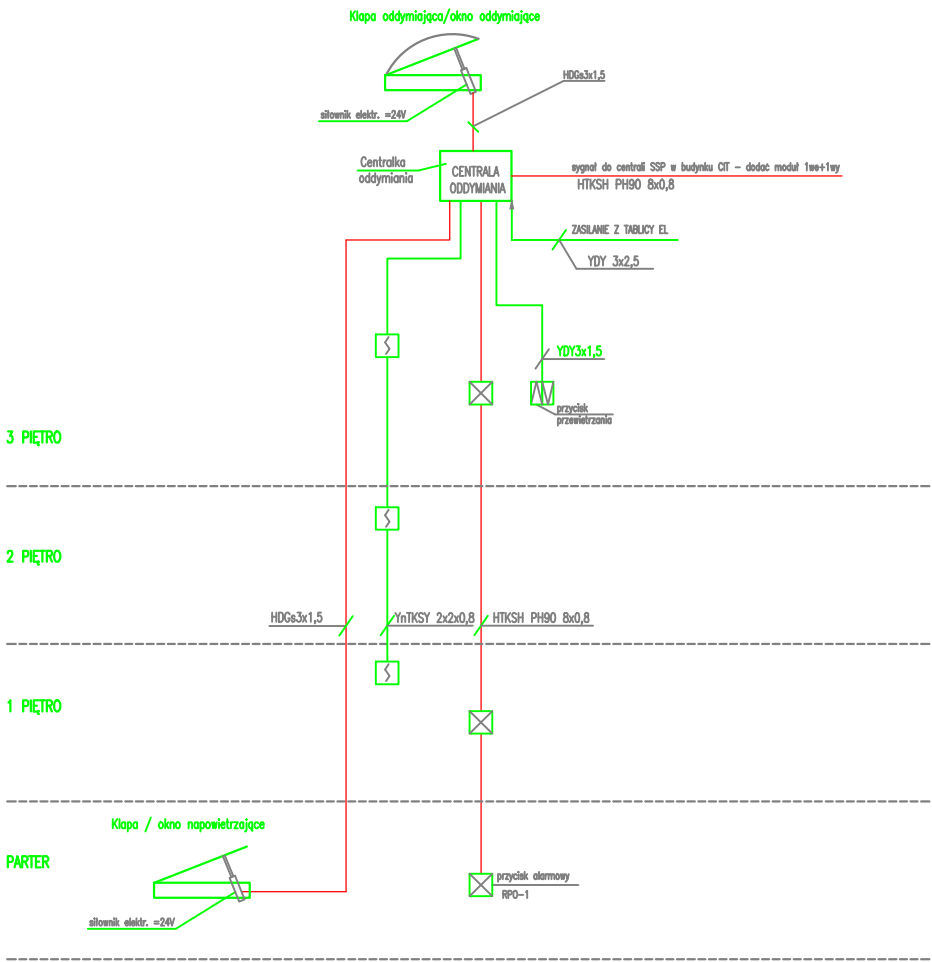 Klapa oddymiająca/okno oddymiające
HDGs3x1,5
siłownik elektr. =24V
Centralka
oddymiania
CENTRALA
ODDYMIANIA
sygnał do centrali SSP w budynku CIT - dodać moduł 1we+1wy
HTKSH PH90 8x0,8
ZASILANIE Z TABLICY EL
YDY 3x2,5
YDY3x1,5
przycisk
przewietrzania
3 PIĘTRO
2 PIĘTRO
HDGs3x1,5
YnTKSY 2x2x0,8
HTKSH PH90 8x0,8
1 PIĘTRO
Klapa / okno napowietrzające
PARTER
przycisk alarmowy
RPO-1
siłownik elektr. =24V